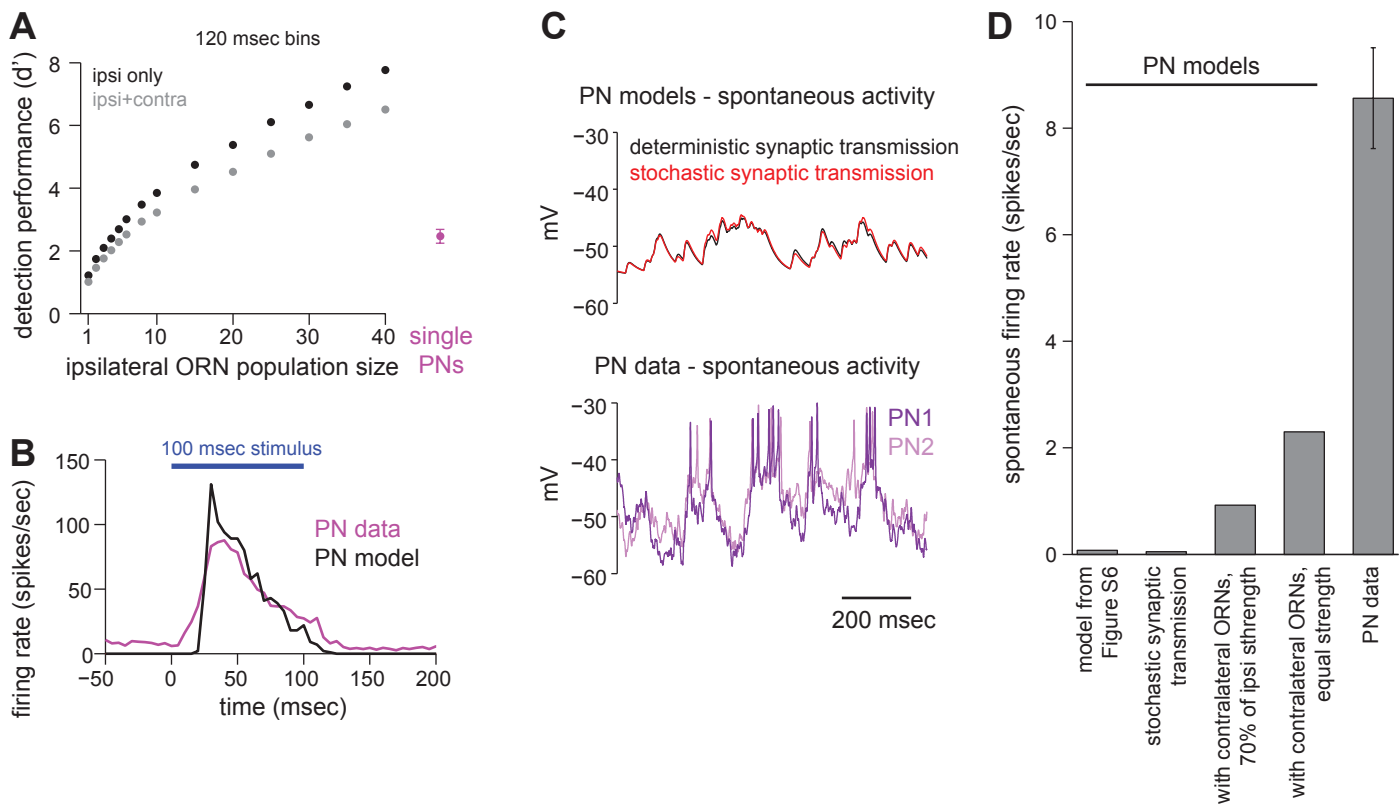 A
120 msec bins
detection performance (d')
8
6
4
2
0
ipsi only
ipsi+contra
1
10
20
30
40
ipsilateral ORN population size
single
PNs
B
100 msec stimulus
firing rate (spikes/sec)
150
100
50
0
PN data
PN model
−50
0
50
100
150
200
time (msec)
C
PN models - spontaneous activity
mV
−30
−40
−50
−60
deterministic synaptic transmission
stochastic synaptic transmission
PN data - spontaneous activity
mV
−30
−40
−50
−60
PN1
PN2
200 msec
D
spontaneous firing rate (spikes/sec)
10
8
6
4
2
0
PN models
model from
Figure S6
stochastic synaptic
transmission
with contralateral ORNs,
70% of ipsi sthrength
with contralateral ORNs,
equal strength
PN data